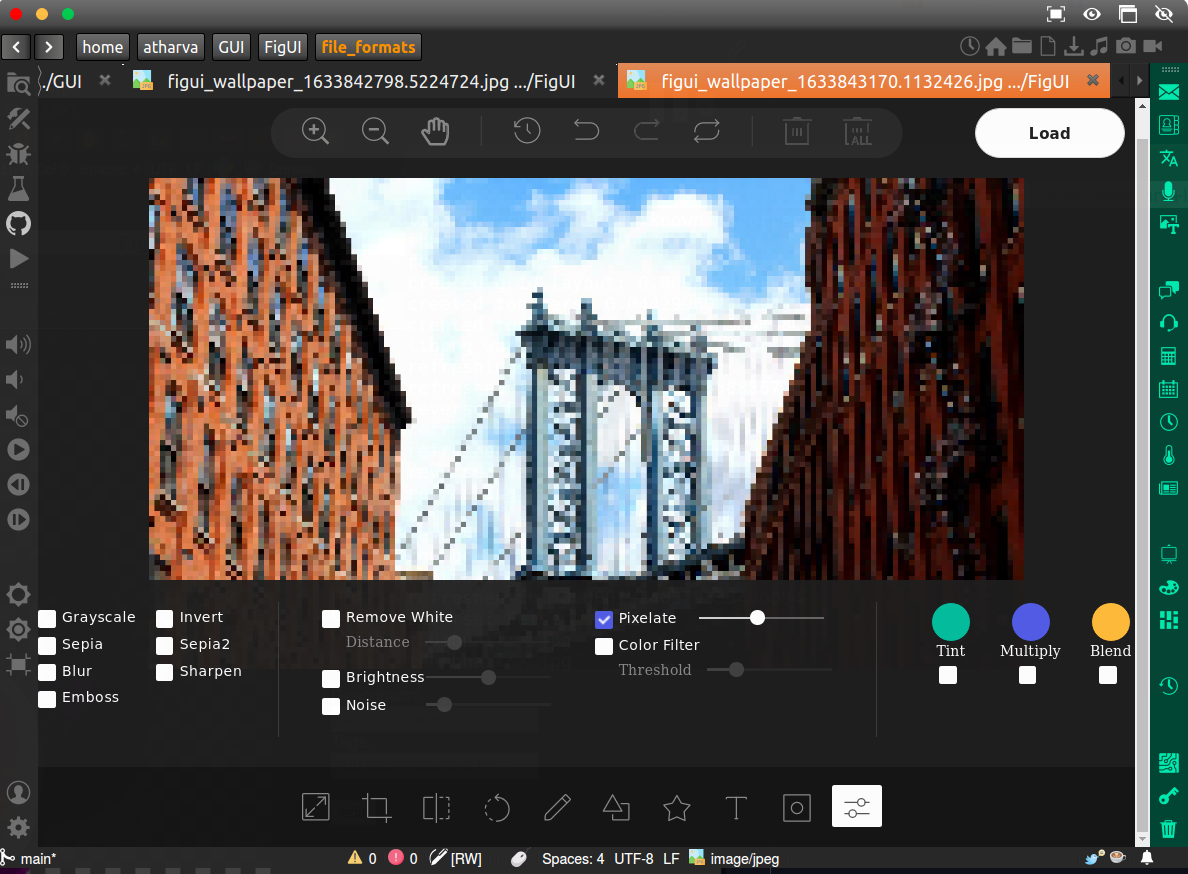 home atharva GUI FigUI file_formats
./GUI figui_wallpaper_1633842798.5224724.jpg .../FigUI figui_wallpaper_1633843170.1132426.jpg .../FigUI
ALL
Load
Grayscale Invert Remove White Pixelate
Sepia Sepia2 Distance Color Filter
Blur Sharpen Brightness Threshold
Emboss Noise
Tint Multiply Blend
T
main* 0 0 [RW] Spaces: 4 UTF-8 LF image/jpeg